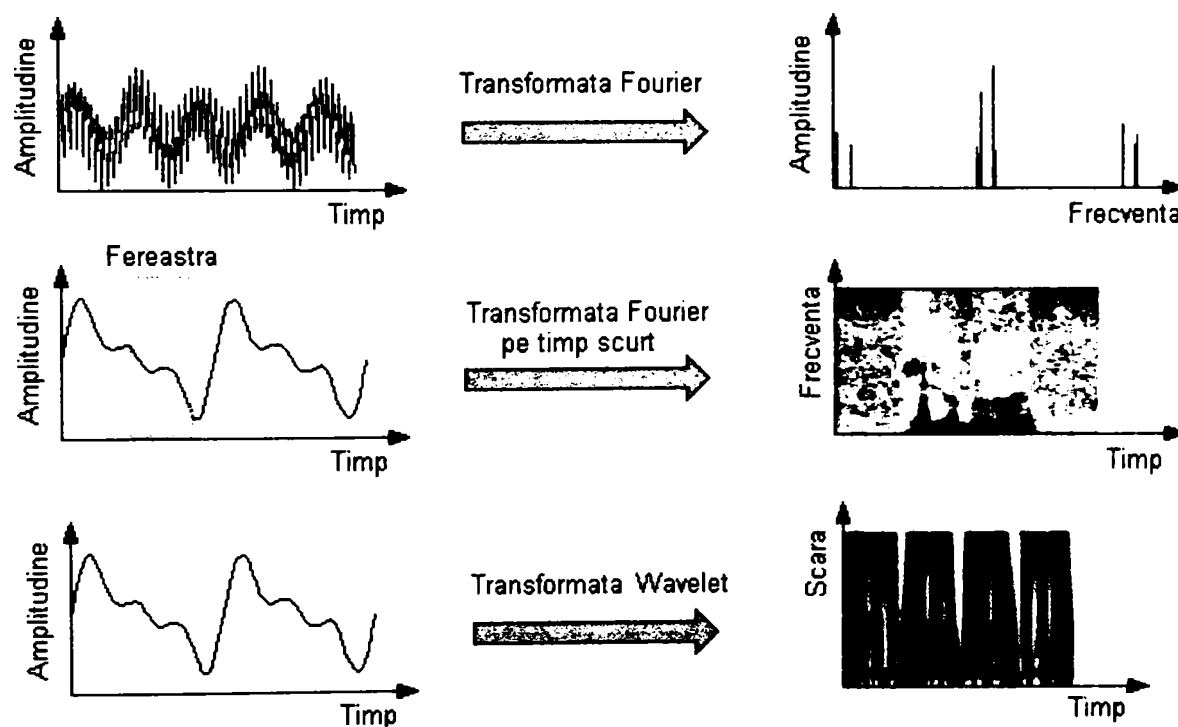 Amplitudine
Timp
Transformata Fourier
Amplitudine
Frecventa
Fereastra
Amplitudine
Timp
Transformata Fourier
pe timp scurt
Frecventa
Timp
Amplitudine
Timp
Transformata Wavelet
Scara
Timp